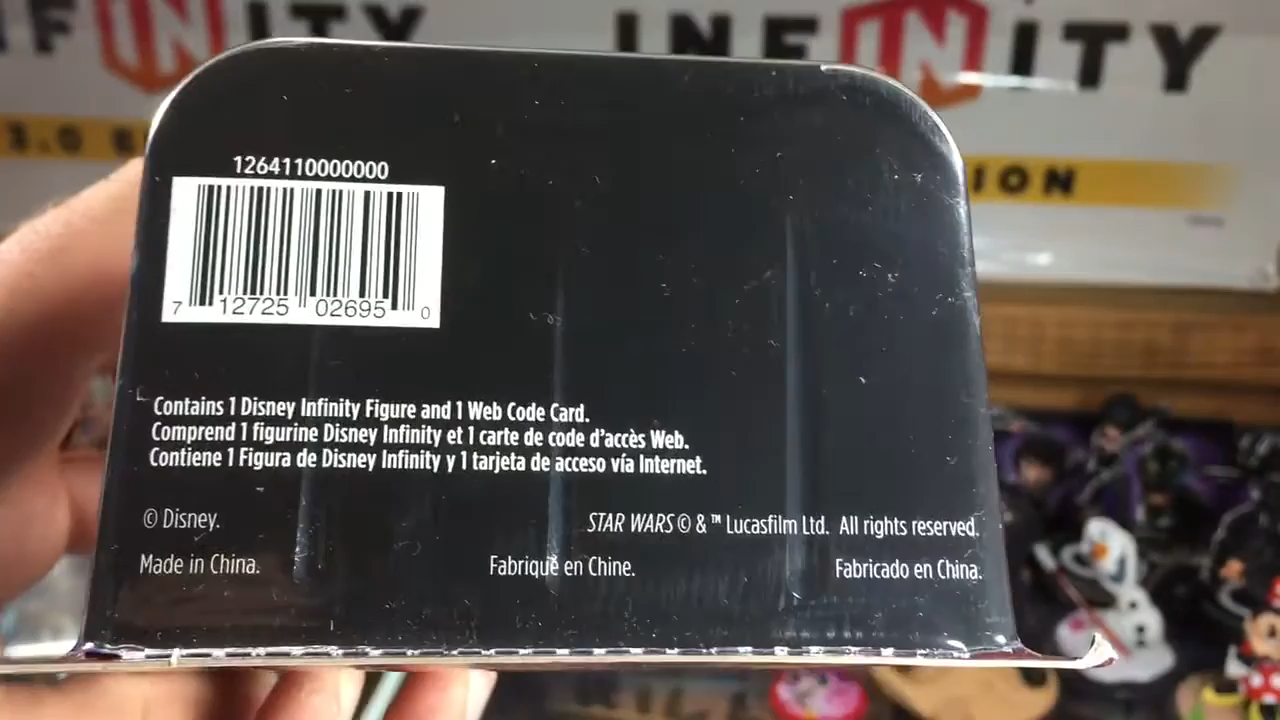 INFINITY
3.0
ION
1264110000000
7 12725 02695 0
Contains 1 Disney Infinity Figure and 1 Web Code Card.
Comprend 1 figurine Disney Infinity et 1 carte de code d'accès Web.
Contiene 1 Figura de Disney Infinity y 1 tarjeta de acceso vía Internet.
© Disney.
STAR WARS © & ™ Lucasfilm Ltd. All rights reserved.
Made in China.
Fabriqué en Chine.
Fabricado en China.